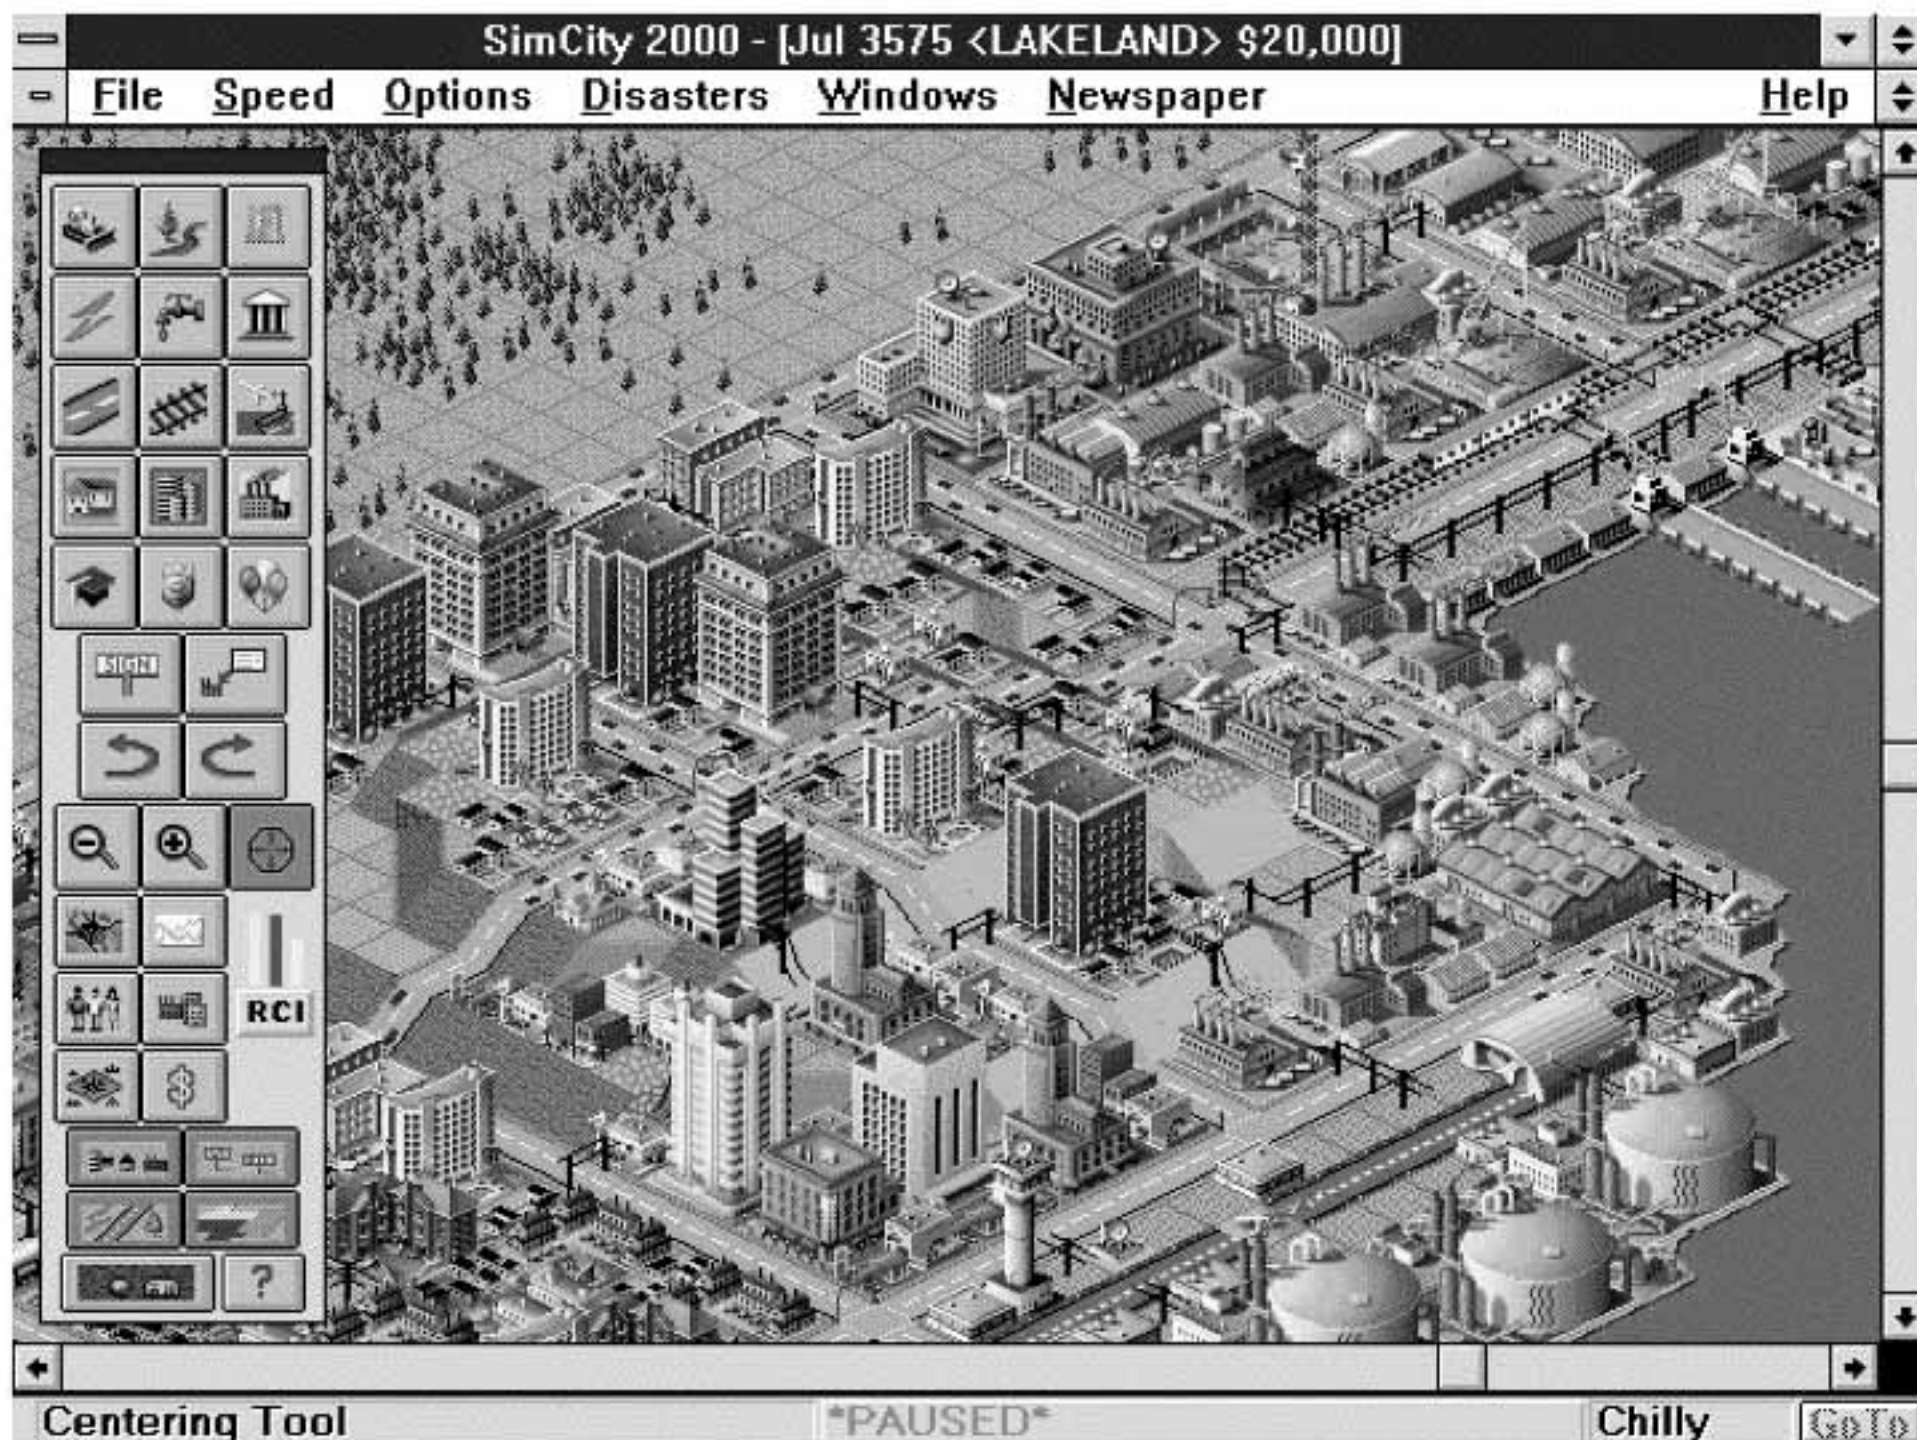 SimCity 2000 - [Jul 3575 <LAKELAND> $20,000]
File Speed Options Disasters Windows Newspaper Help
SIGN
RCI
?
Centering Tool *PAUSED* Chilly GoTo